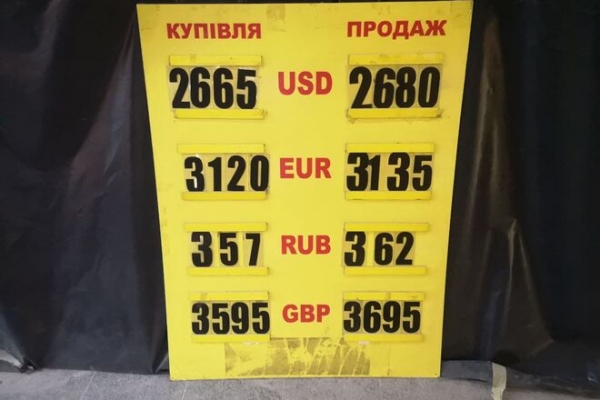 КУПІВЛЯ ПРОДАЖ
2665 USD 2680
3120 EUR 3135
357 RUB 362
3595 GBP 3695